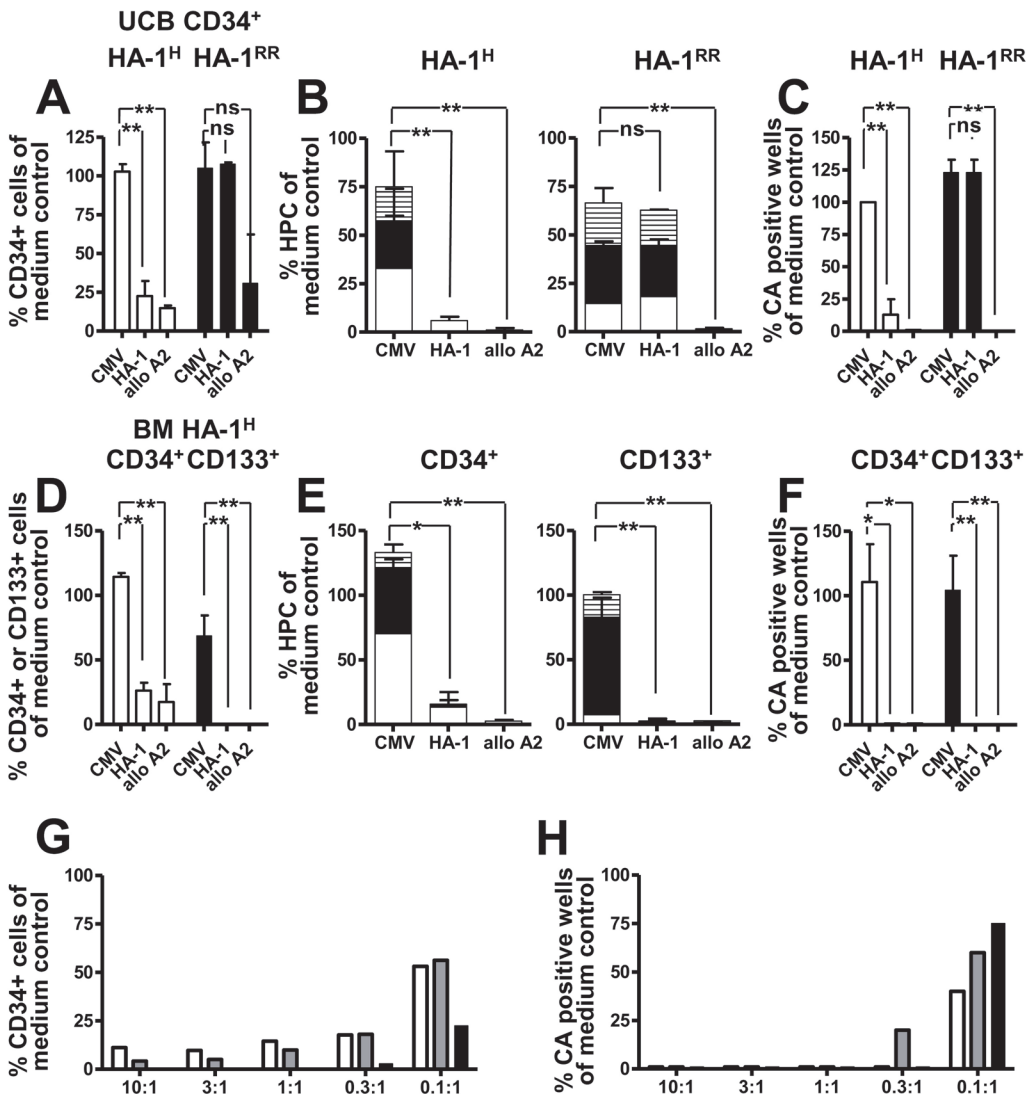 UCB CD34+
HA-1H HA-1RR
A
% CD34+ cells of
medium control
125
100
75
50
25
0
** ns
** ns
CMV HA-1 allo A2 CMV HA-1 allo A2
B
HA-1H HA-1RR
% HPC of
medium control
100
75
50
25
0
**
**
CMV HA-1 allo A2
100
75
50
25
0
**
ns
CMV HA-1 allo A2
C
HA-1H HA-1RR
% CA positive wells
of medium control
150
125
100
75
50
25
0
** **
** ns
CMV HA-1 allo A2 CMV HA-1 allo A2
BM HA-1H
CD34+ CD133+
D
% CD34+ or CD133+ cells
of medium control
150
100
50
0
** **
** **
CMV HA-1 allo A2 CMV HA-1 allo A2
E
CD34+ CD133+
% HPC of
medium control
150
100
50
0
**
*
CMV HA-1 allo A2
150
100
50
0
**
**
CMV HA-1 allo A2
F
CD34+ CD133+
% CA positive wells
of medium control
150
100
50
0
* **
* **
CMV HA-1 allo A2 CMV HA-1 allo A2
G
% CD34+ cells of
medium control
100
75
50
25
0
10:1 3:1 1:1 0.3:1 0.1:1
H
% CA positive wells
of medium control
100
75
50
25
0
10:1 3:1 1:1 0.3:1 0.1:1